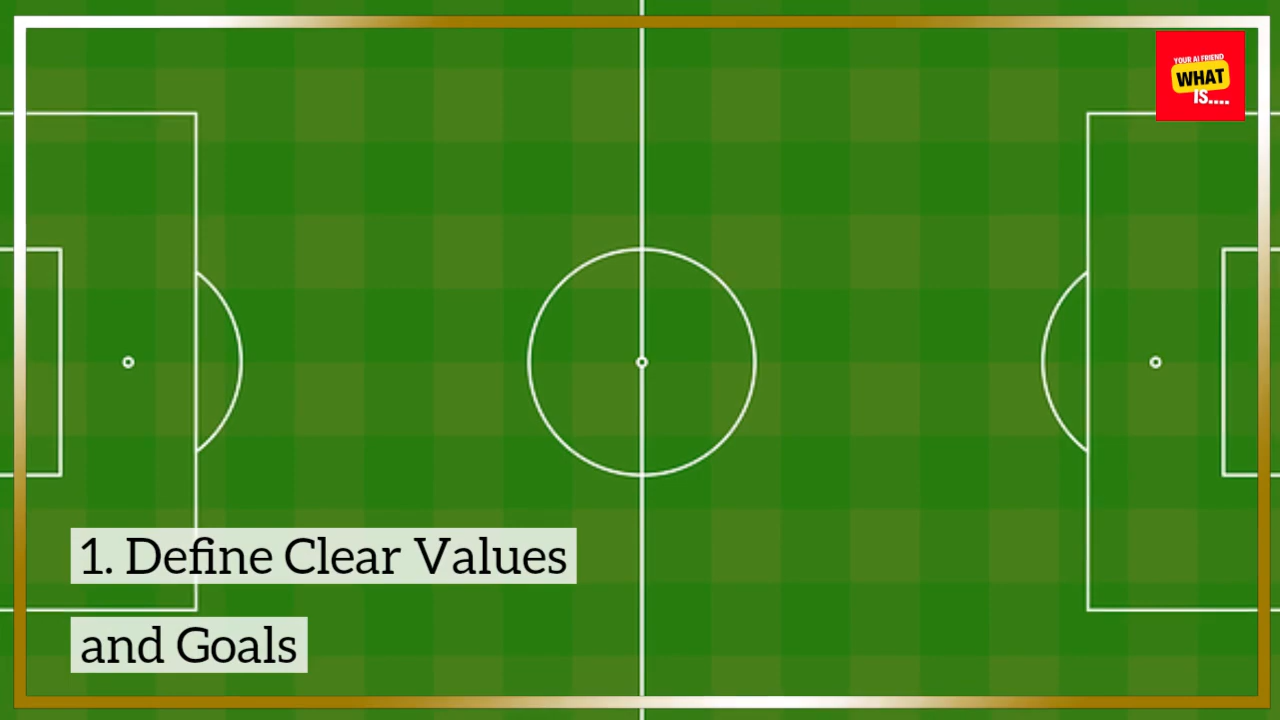 YOUR AI FRIEND
WHAT
IS....
1. Define Clear Values
and Goals